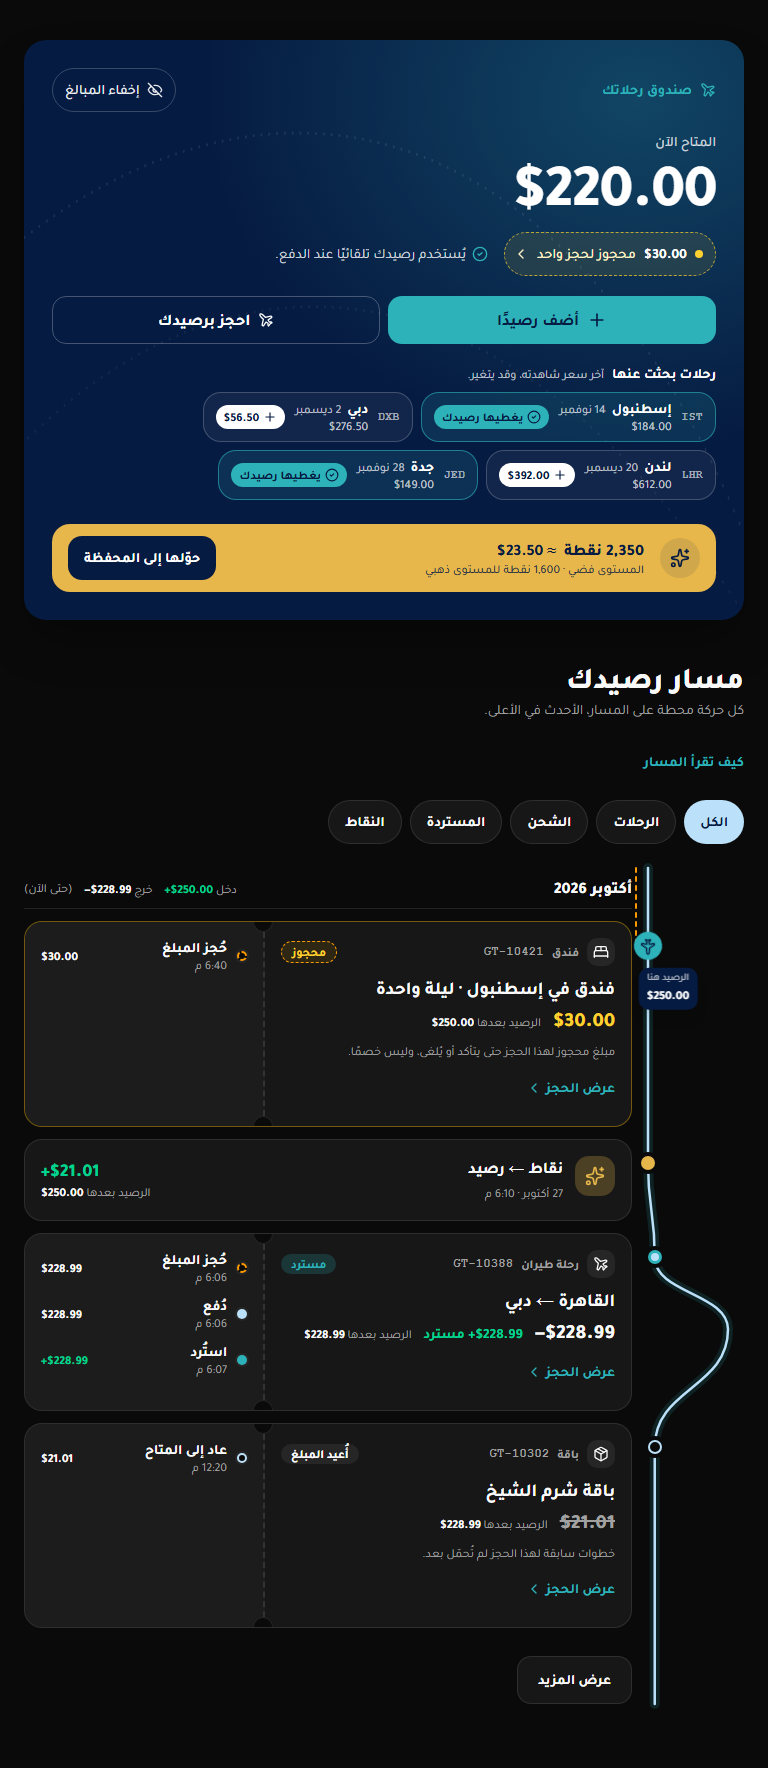 صندوق رحلاتك
إخفاء المبالغ
المتاح الآن
$220.00
$30.00 محجوز لحجز واحد
يُستخدم رصيدك تلقائيًا عند الدفع.
أضف رصيدًا
احجز برصيدك
رحلات بحثت عنها آخر سعر شاهدته، وقد يتغير.
IST إسطنبول 14 نوفمبر
$184.00
يغطيها رصيدك
DXB دبي 2 ديسمبر
$276.50
+ $56.50
LHR لندن 20 ديسمبر
$612.00
+ $392.00
JED جدة 28 نوفمبر
$149.00
يغطيها رصيدك
2,350 نقطة ≈ $23.50
المستوى فضي · 1,600 نقطة للمستوى ذهبي
حوّلها إلى المحفظة
مسار رصيدك
كل حركة محطة على المسار، الأحدث في الأعلى.
كيف تقرأ المسار
الكل
الرحلات
الشحن
المستردة
النقاط
أكتوبر 2026
دخل +$250.00 خرج −$228.99 (حتى الآن)
الرصيد هنا
$250.00
فندق GT-10421
محجوز
فندق في إسطنبول · ليلة واحدة
$30.00 الرصيد بعدها $250.00
مبلغ محجوز لهذا الحجز حتى يتأكد أو يُلغى، وليس خصمًا.
عرض الحجز
حُجز المبلغ
6:40 م
$30.00
نقاط ← رصيد
27 أكتوبر · 6:10 م
+$21.01
الرصيد بعدها $250.00
رحلة طيران GT-10388
مسترد
القاهرة ← دبي
−$228.99 +$228.99 مسترد الرصيد بعدها $228.99
عرض الحجز
حُجز المبلغ
6:06 م
$228.99
دُفع
6:06 م
$228.99
استُرد
6:07 م
+$228.99
باقة GT-10302
أُعيد المبلغ
باقة شرم الشيخ
$21.01 الرصيد بعدها $228.99
خطوات سابقة لهذا الحجز لم تُحمَّل بعد.
عرض الحجز
عاد إلى المتاح
12:20 م
$21.01
عرض المزيد